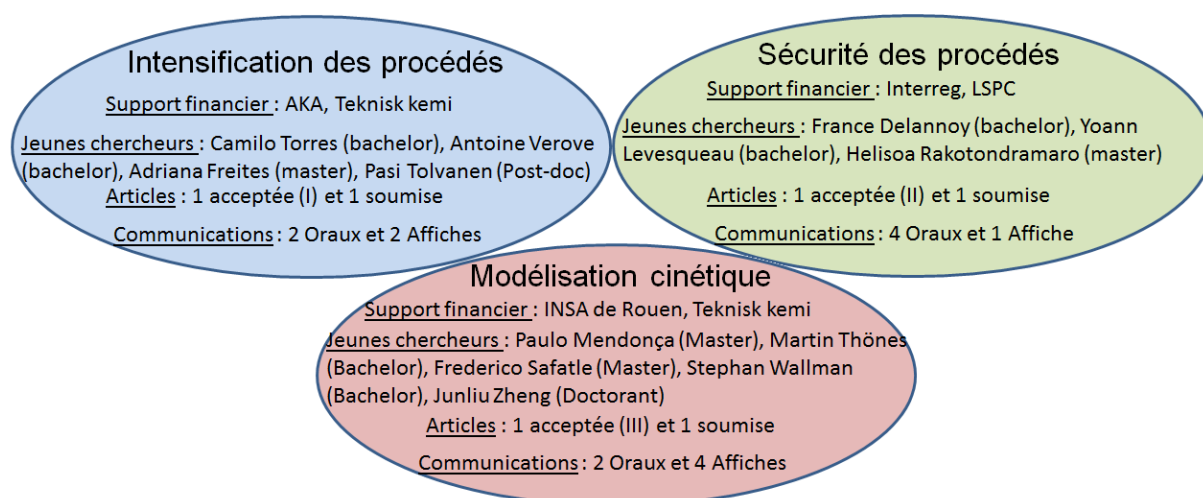 Intensification des procédés
Support financier : AKA, Teknisk kemi
Jeunes chercheurs : Camilo Torres (bachelor), Antoine Verove
(bachelor), Adriana Freites (master), Pasi Tolvanen (Post-doc)
Articles : 1 acceptée (I) et 1 soumise
Communications : 2 Oraux et 2 Affiches
Sécurité des procédés
Support financier : Interreg, LSPC
Jeunes chercheurs : France Delannoy (bachelor), Yoann
Levesqueau (bachelor), Helisoa Rakotondramaro (master)
Articles : 1 acceptée (II) et 1 soumise
Communications : 4 Oraux et 1 Affiche
Modélisation cinétique
Support financier : INSA de Rouen, Teknisk kemi
Jeunes chercheurs : Paulo Mendonça (Master), Martin Thönes
(Bachelor), Frederico Safatle (Master), Stephan Wallman
(Bachelor), Junliu Zheng (Doctorant)
Articles : 1 acceptée (III) et 1 soumise
Communications : 2 Oraux et 4 Affiches